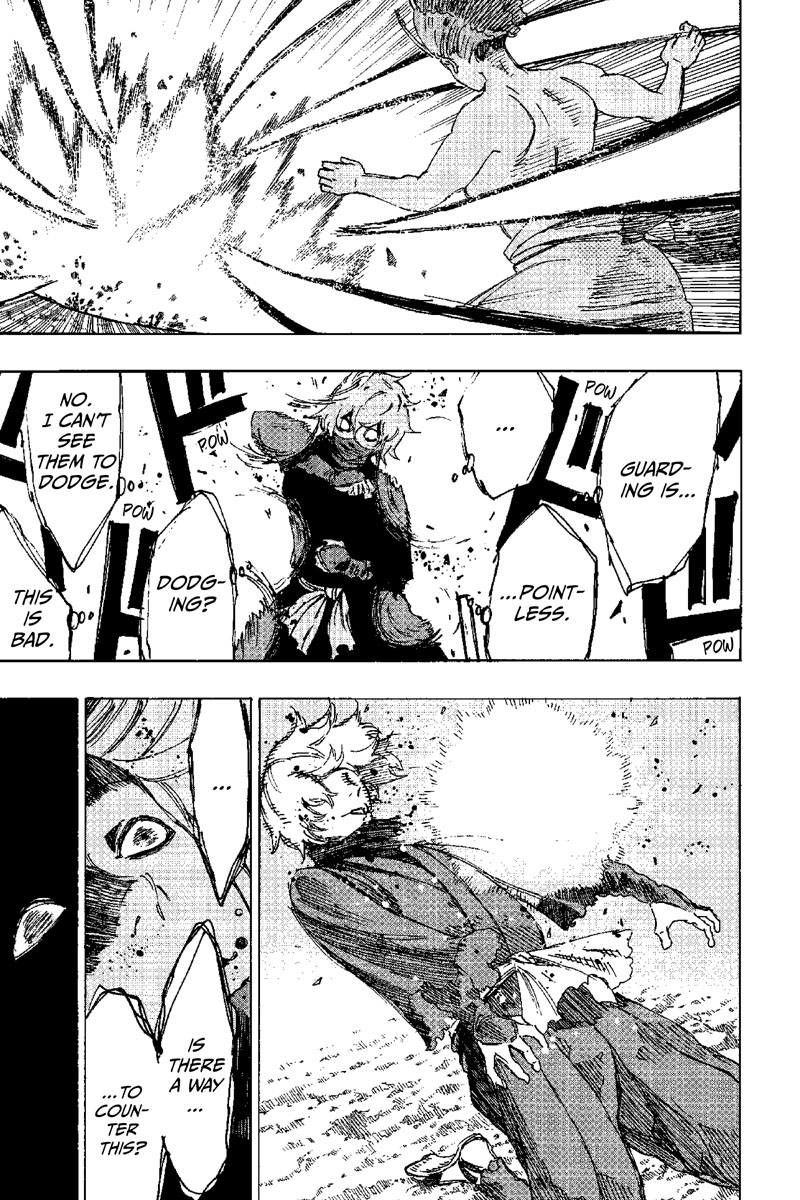 GUARD-
ING IS...
POW
POW
...
...POINT-
LESS.
POW
DODG-
ING?
POW
NO.
I CAN'T
SEE
THEM TO
DODGE.
THIS
IS
BAD.
...
IS
THERE
A WAY
...
...TO
COUN-
TER
THIS?